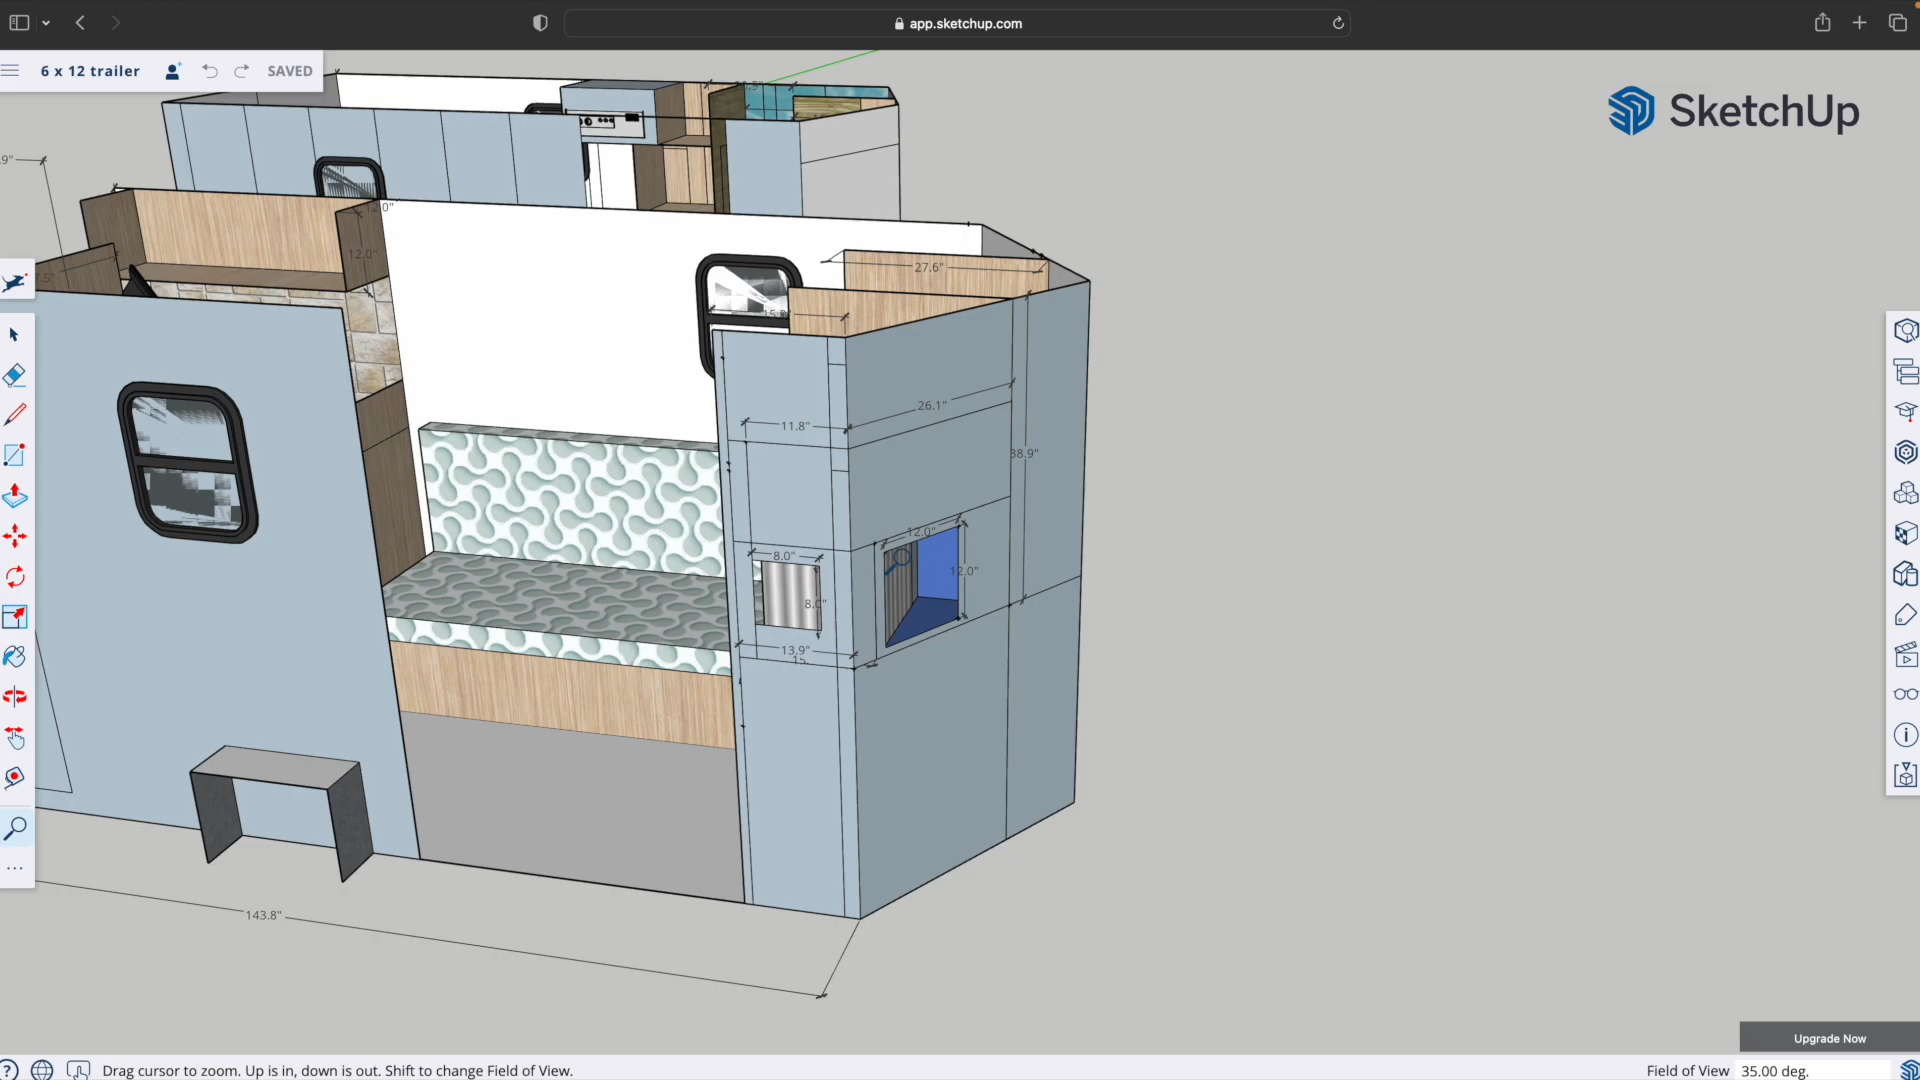 app.sketchup.com
6 x 12 trailer
SAVED
SketchUp
9"
12.0"
12.0"
27.6"
26.1"
11.8"
38.9"
12.0"
8.0"
12.0"
8.0"
13.9"
15.
143.8"
Upgrade Now
Drag cursor to zoom. Up is in, down is out. Shift to change Field of View.
Field of View 35.00 deg.